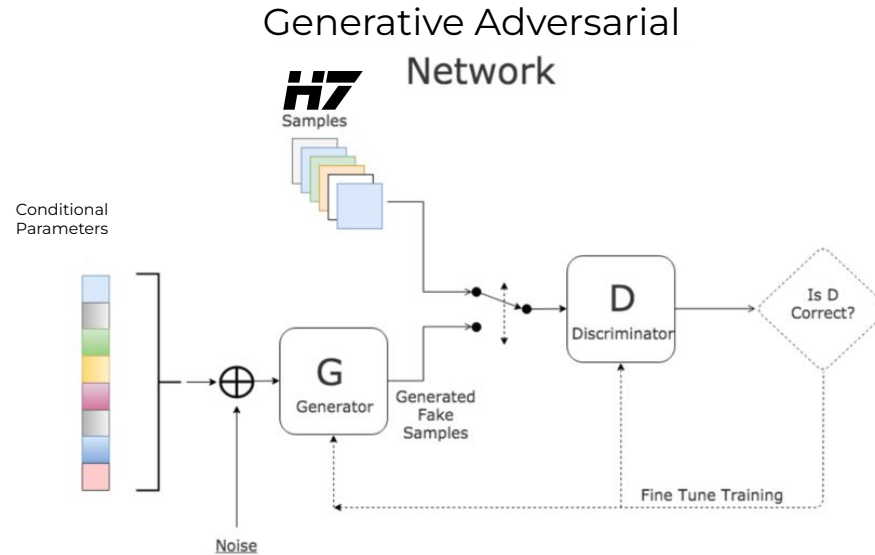 Generative Adversarial
Network
H7
Samples
Conditional
Parameters
Is D
Correct?
D
Discriminator
G
Generator
Generated
Fake
Samples
Fine Tune Training
Noise